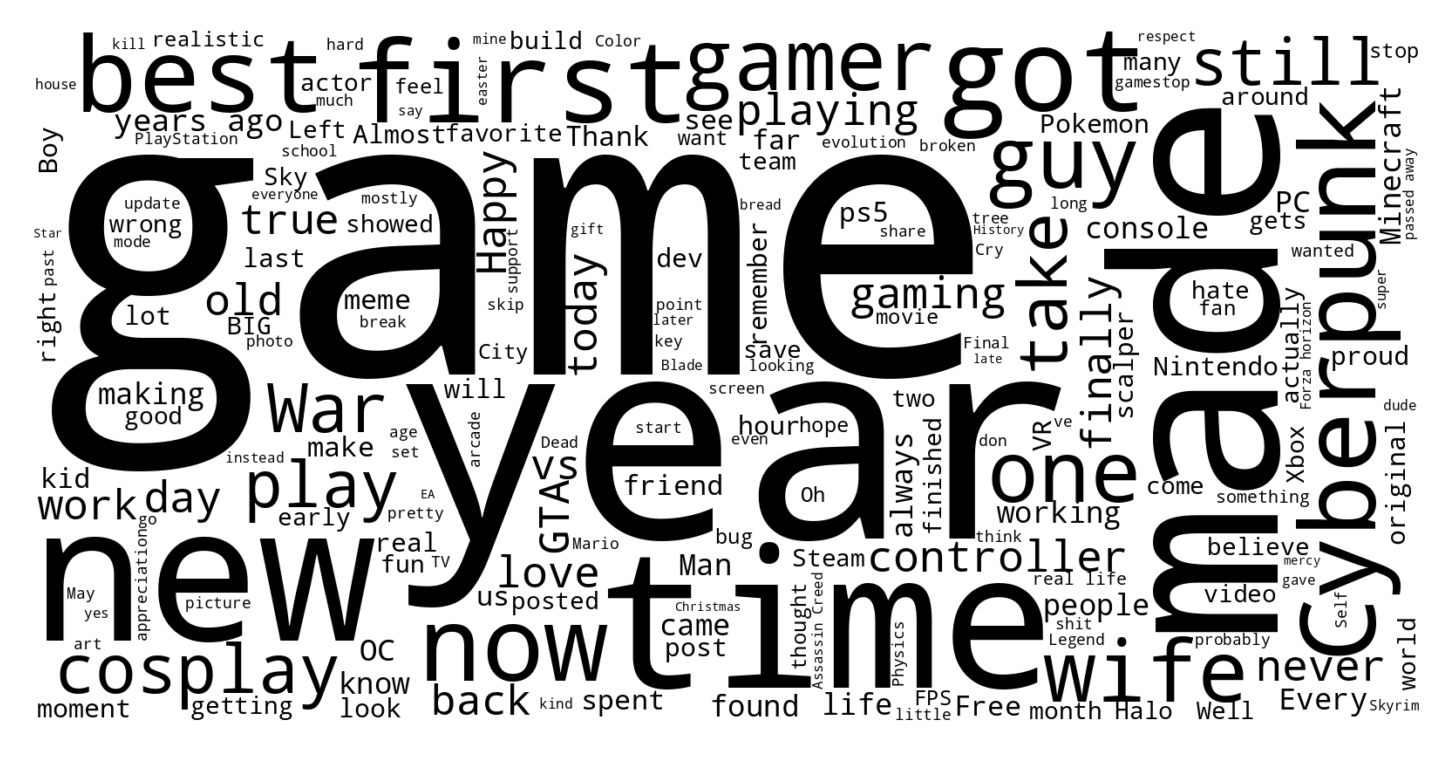 kill
realistic
hard
mine
build
Color
respect
best
first
gamer
got
many
still
stop
house
actor
feel
easter
gamestop
much
say
playing
around
years ago
PlayStation
Left
Almost
favorite
Thank
see
want
far
team
evolution
broken
Pokemon
Boy
school
Sky
everyone
mostly
Happy
guy
made
cyberpunk
Minecraft
passed away
game
update
wrong
mode
true
showed
gift
bread
ps5
share
tree
History
long
console
PC
gets
Star
past
last
support
today
dev
remember
Cry
take
wanted
right
old
BIG
photo
lot
meme
break
skip
point
later
key
Blade
gaming
movie
hate
fan
super
City
save
looking
Final
late
finally
scalper
Nintendo
actually
Forza horizon
proud
making
good
War
will
year
screen
two
dude
make
age
set
arcade
start
hour
hope
even
always
finished
don
VR
ve
instead
Dead
vs
kid
work
day
play
EA
pretty
GTA
friend
Oh
one
come
Xbox
something
original
early
working
appreciation
go
new
real
fun
TV
Mario
bug
think
believe
love
Man
Steam
controller
mercy
gave
May
yes
picture
us
posted
time
real life
people
video
Self
Christmas
came
post
thought
Assassin Creed
Physics
shit
Legend
probably
art
cosplay
OC
know
now
wife
never
world
moment
getting
look
back
kind
spent
found
life
FPS
little
Free
month
Halo
Well
Every
Skyrim